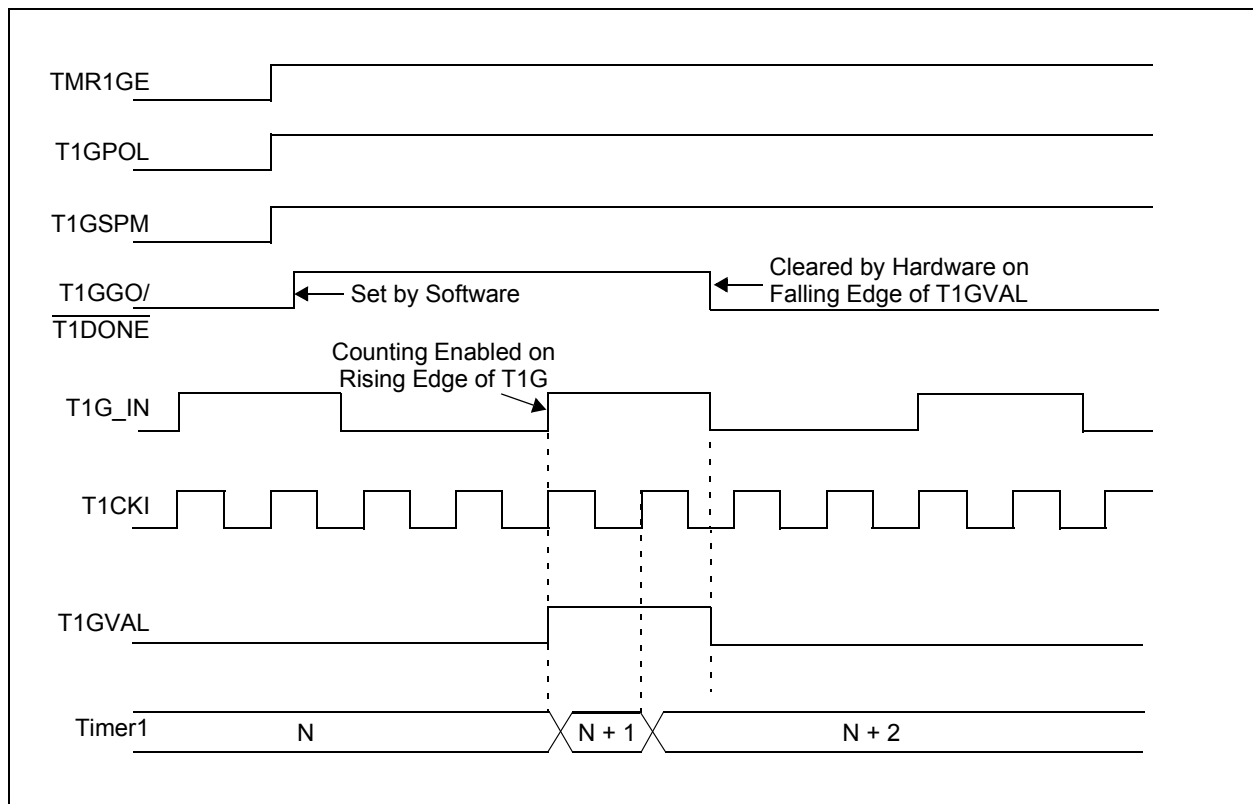 TMR1GE
T1GPOL
T1GSPM
T1GGO/
T1DONE
Set by Software
Cleared by Hardware on
Falling Edge of T1GVAL
Counting Enabled on
Rising Edge of T1G
T1G_IN
T1CKI
T1GVAL
Timer1
N
N + 1
N + 2